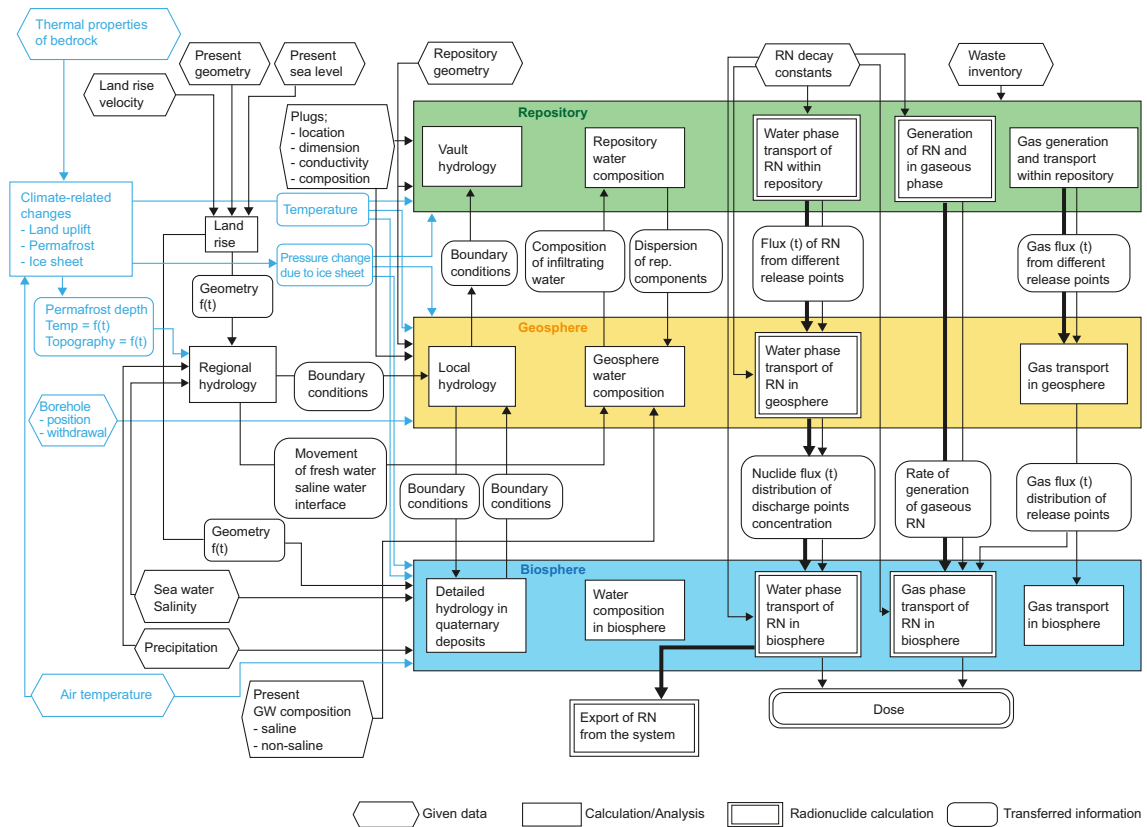 Thermal properties
of bedrock
Present
geometry
Present
sea level
Land rise
velocity
Repository
geometry
RN decay
constants
Waste
inventory
Plugs;
- location
- dimension
- conductivity
- composition
Repository
Vault
hydrology
Repository
water
composition
Water phase
transport of
RN within
repository
Generation
of RN and
in gaseous
phase
Gas generation
and transport
within repository
Climate-related
changes
- Land uplift
- Permafrost
- Ice sheet
Temperature
Land
rise
Pressure change
due to ice sheet
Boundary
conditions
Composition
of infiltrating
water
Dispersion
of rep.
components
Flux (t) of RN
from different
release points
Gas flux (t)
from different
release points
Geometry
f(t)
Permafrost depth
Temp = f(t)
Topography = f(t)
Geosphere
Regional
hydrology
Boundary
conditions
Local
hydrology
Geosphere
water
composition
Water phase
transport of
RN in
geosphere
Gas transport
in geosphere
Borehole
- position
- withdrawal
Movement
of fresh water
saline water
interface
Boundary
conditions
Boundary
conditions
Nuclide flux (t)
distribution of
discharge points
concentration
Rate of
generation
of gaseous
RN
Gas flux (t)
distribution of
release points
Geometry
f(t)
Biosphere
Sea water
Salinity
Detailed
hydrology in
quaternary
deposits
Water
composition
in biosphere
Water phase
transport of
RN in
biosphere
Gas phase
transport of
RN in
biosphere
Gas transport
in biosphere
Precipitation
Air temperature
Present
GW composition
- saline
- non-saline
Export of RN
from the system
Dose
Given data
Calculation/Analysis
Radionuclide calculation
Transferred information